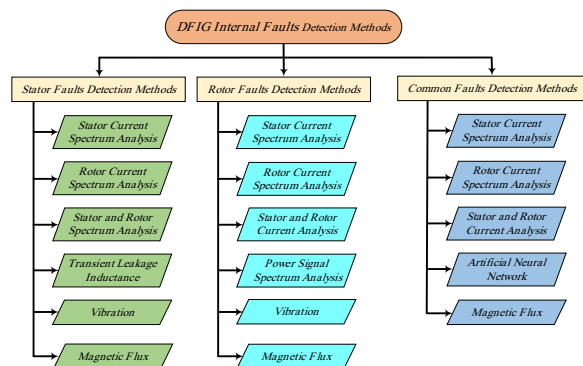 DFIG Internal Faults Detection Methods
Stator Faults Detection Methods
Stator Current
Spectrum Analysis
Rotor Current
Spectrum Analysis
Stator and Rotor
Spectrum Analysis
Transient Leakage
Inductance
Vibration
Magnetic Flux
Rotor Faults Detection Methods
Stator Current
Spectrum Analysis
Rotor Current
Spectrum Analysis
Stator and Rotor
Current Analysis
Power Signal
Spectrum Analysis
Vibration
Magnetic Flux
Common Faults Detection Methods
Stator Current
Spectrum Analysis
Rotor Current
Spectrum Analysis
Stator and Rotor
Current Analysis
Artificial Neural
Network
Magnetic Flux